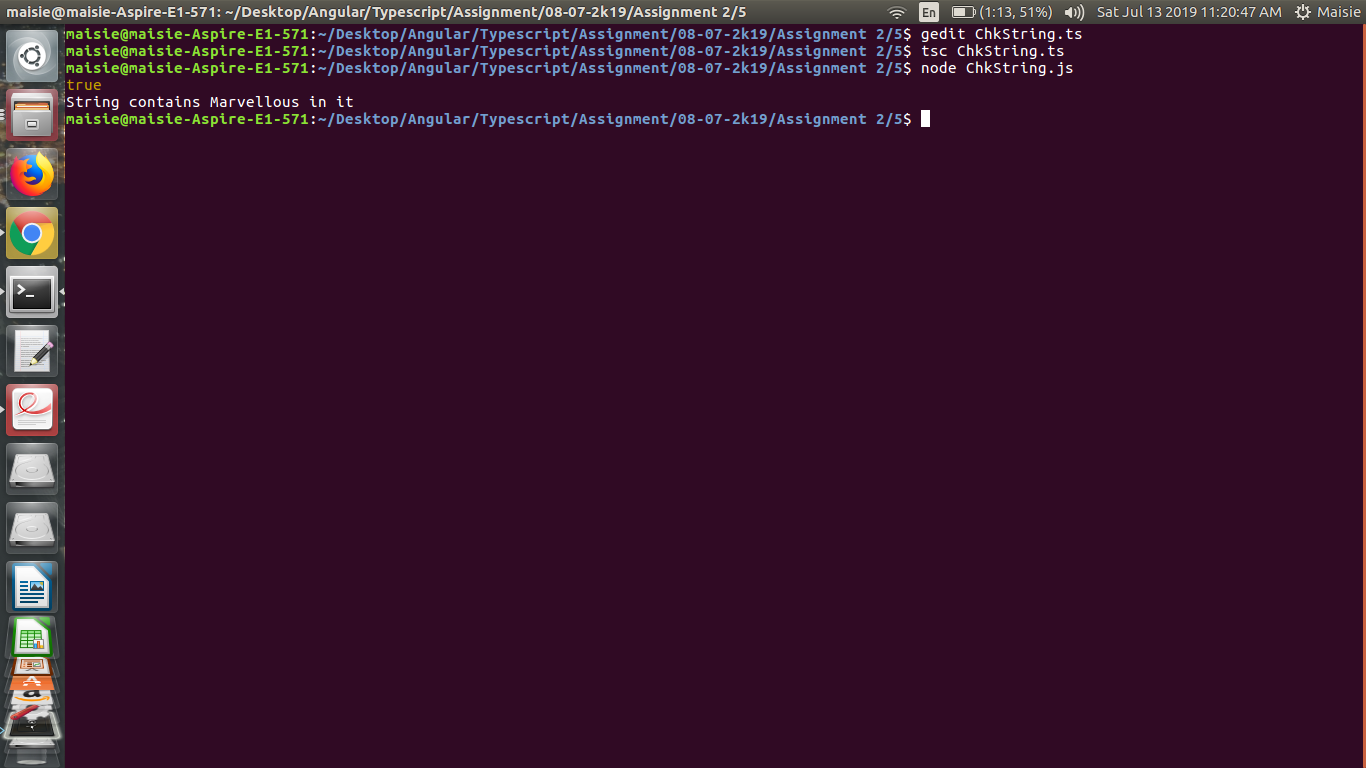 maisie@maisie-Aspire-E1-571: ~/Desktop/Angular/Typescript/Assignment/08-07-2k19/Assignment 2/5 En (1:13, 51%) Sat Jul 13 2019 11:20:47 AM Maisie
maisie@maisie-Aspire-E1-571:~/Desktop/Angular/Typescript/Assignment/08-07-2k19/Assignment 2/5$ gedit ChkString.ts
maisie@maisie-Aspire-E1-571:~/Desktop/Angular/Typescript/Assignment/08-07-2k19/Assignment 2/5$ tsc ChkString.ts
maisie@maisie-Aspire-E1-571:~/Desktop/Angular/Typescript/Assignment/08-07-2k19/Assignment 2/5$ node ChkString.js
true
String contains Marvellous in it
maisie@maisie-Aspire-E1-571:~/Desktop/Angular/Typescript/Assignment/08-07-2k19/Assignment 2/5$